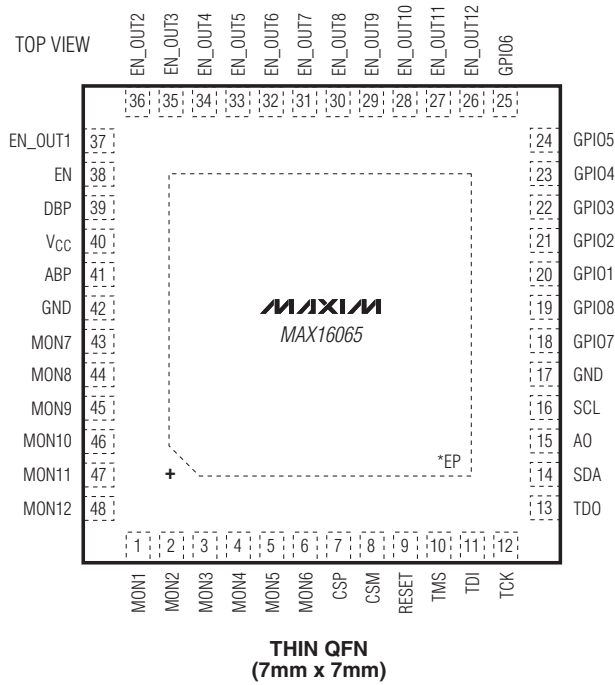 TOP VIEW
EN_OUT2
EN_OUT3
EN_OUT4
EN_OUT5
EN_OUT6
EN_OUT7
EN_OUT8
EN_OUT9
EN_OUT10
EN_OUT11
EN_OUT12
GPIO6
36 35 34 33 32 31 30 29 28 27 26 25
EN_OUT1 37
EN 38
DBP 39
VCC 40
ABP 41
GND 42
MON7 43
MON8 44
MON9 45
MON10 46
MON11 47
MON12 48
MAXIM
MAX16065
*EP
+
24 GPIO5
23 GPIO4
22 GPIO3
21 GPIO2
20 GPIO1
19 GPIO8
18 GPIO7
17 GND
16 SCL
15 A0
14 SDA
13 TDO
1 2 3 4 5 6 7 8 9 10 11 12
MON1
MON2
MON3
MON4
MON5
MON6
CSP
CSM
RESET
TMS
TDI
TCK
THIN QFN
(7mm x 7mm)